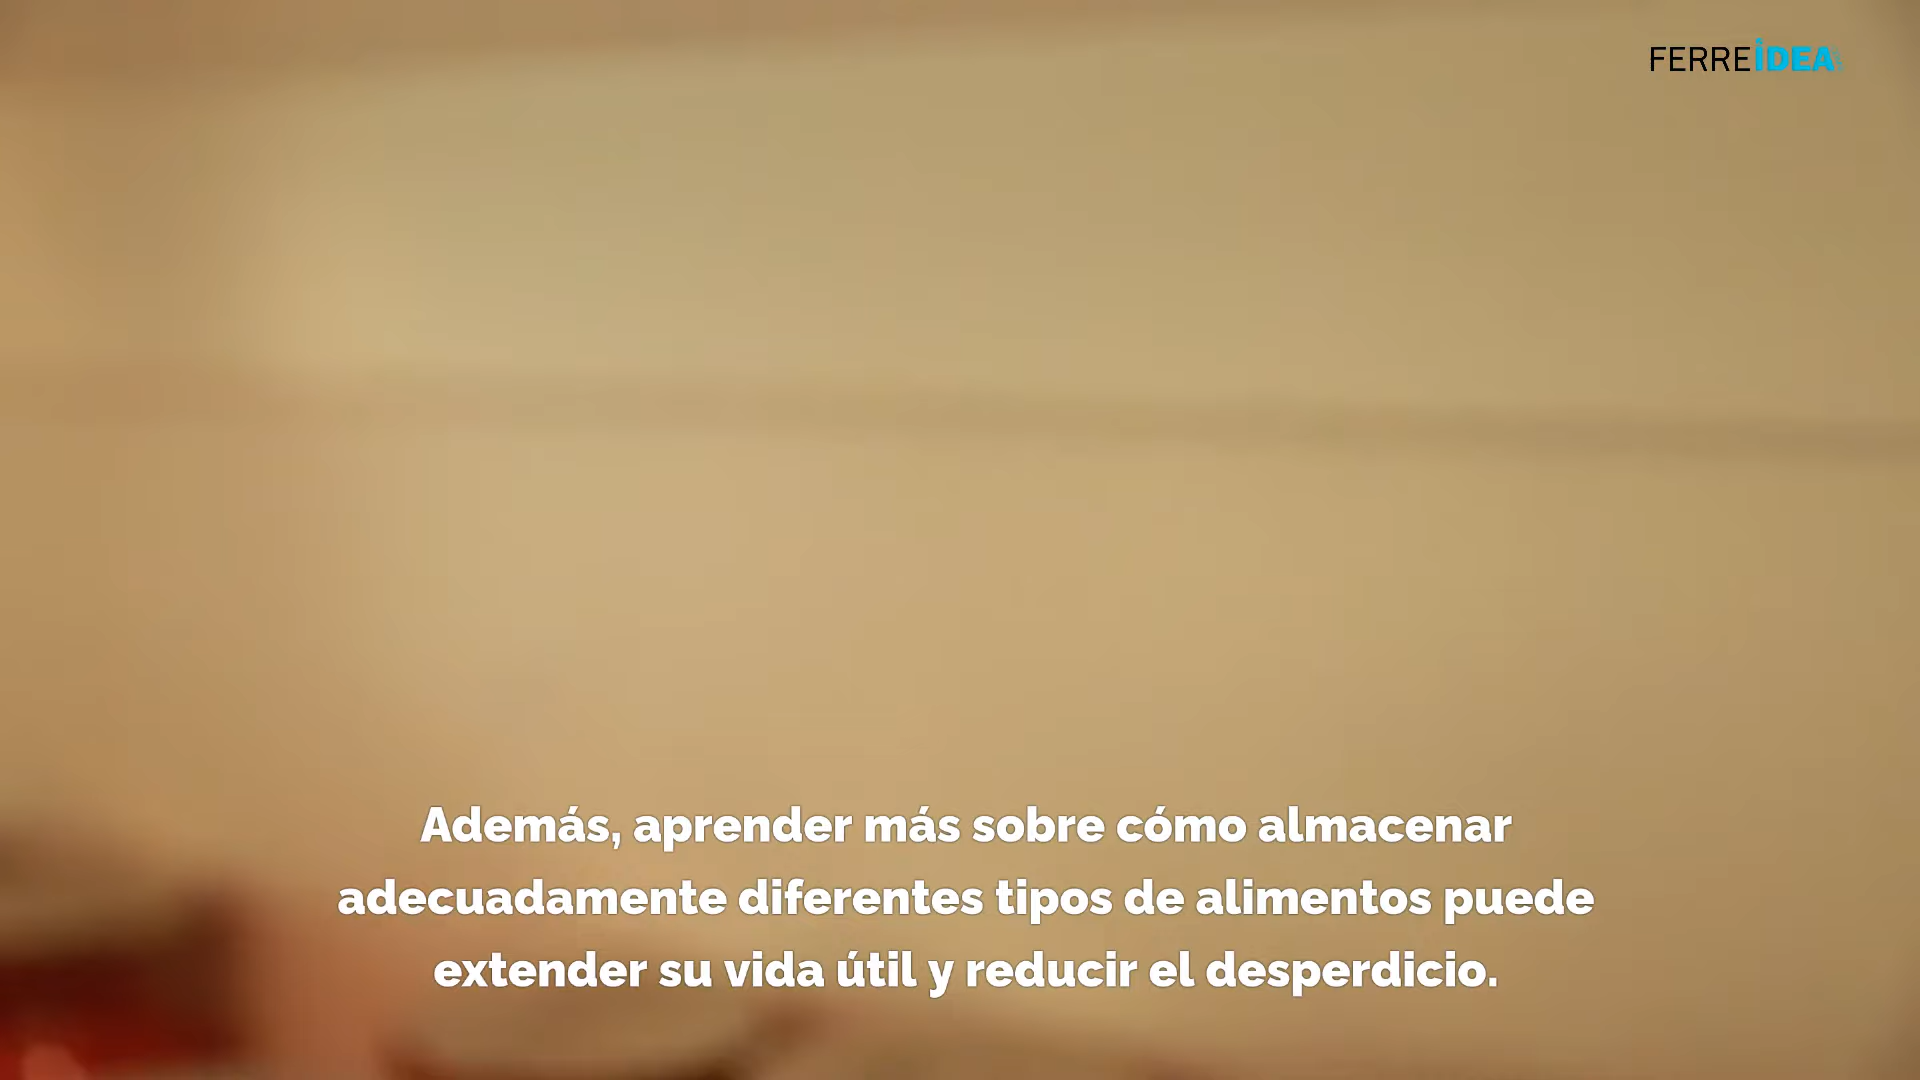 FERREiDEA
Además, aprender más sobre cómo almacenar
adecuadamente diferentes tipos de alimentos puede
extender su vida útil y reducir el desperdicio.